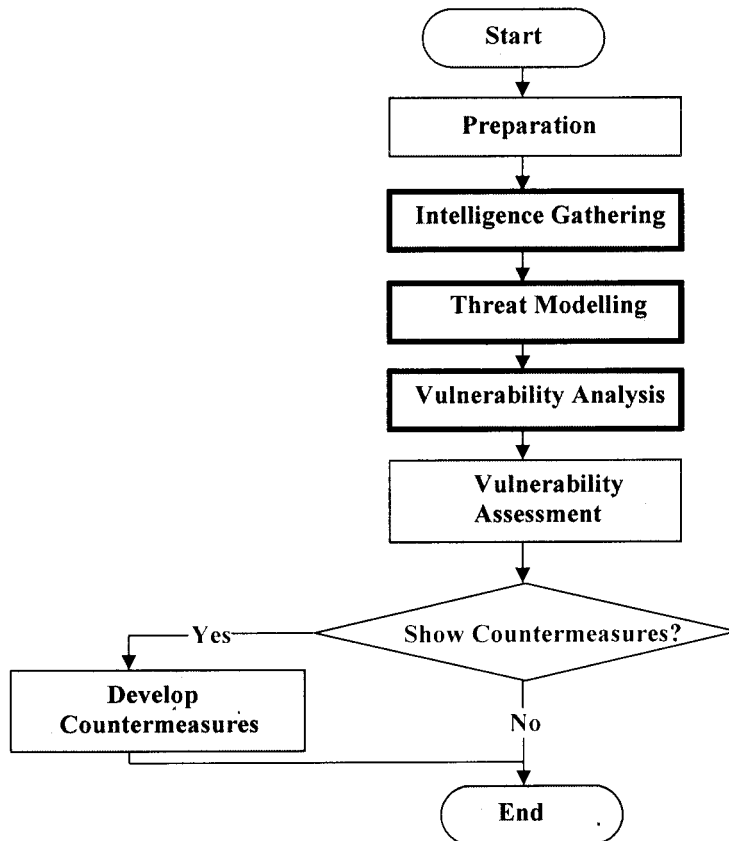 Start
Preparation
Intelligence Gathering
Threat Modelling
Vulnerability Analysis
Vulnerability
Assessment
Show Countermeasures?
Yes
Develop
Countermeasures
No
End